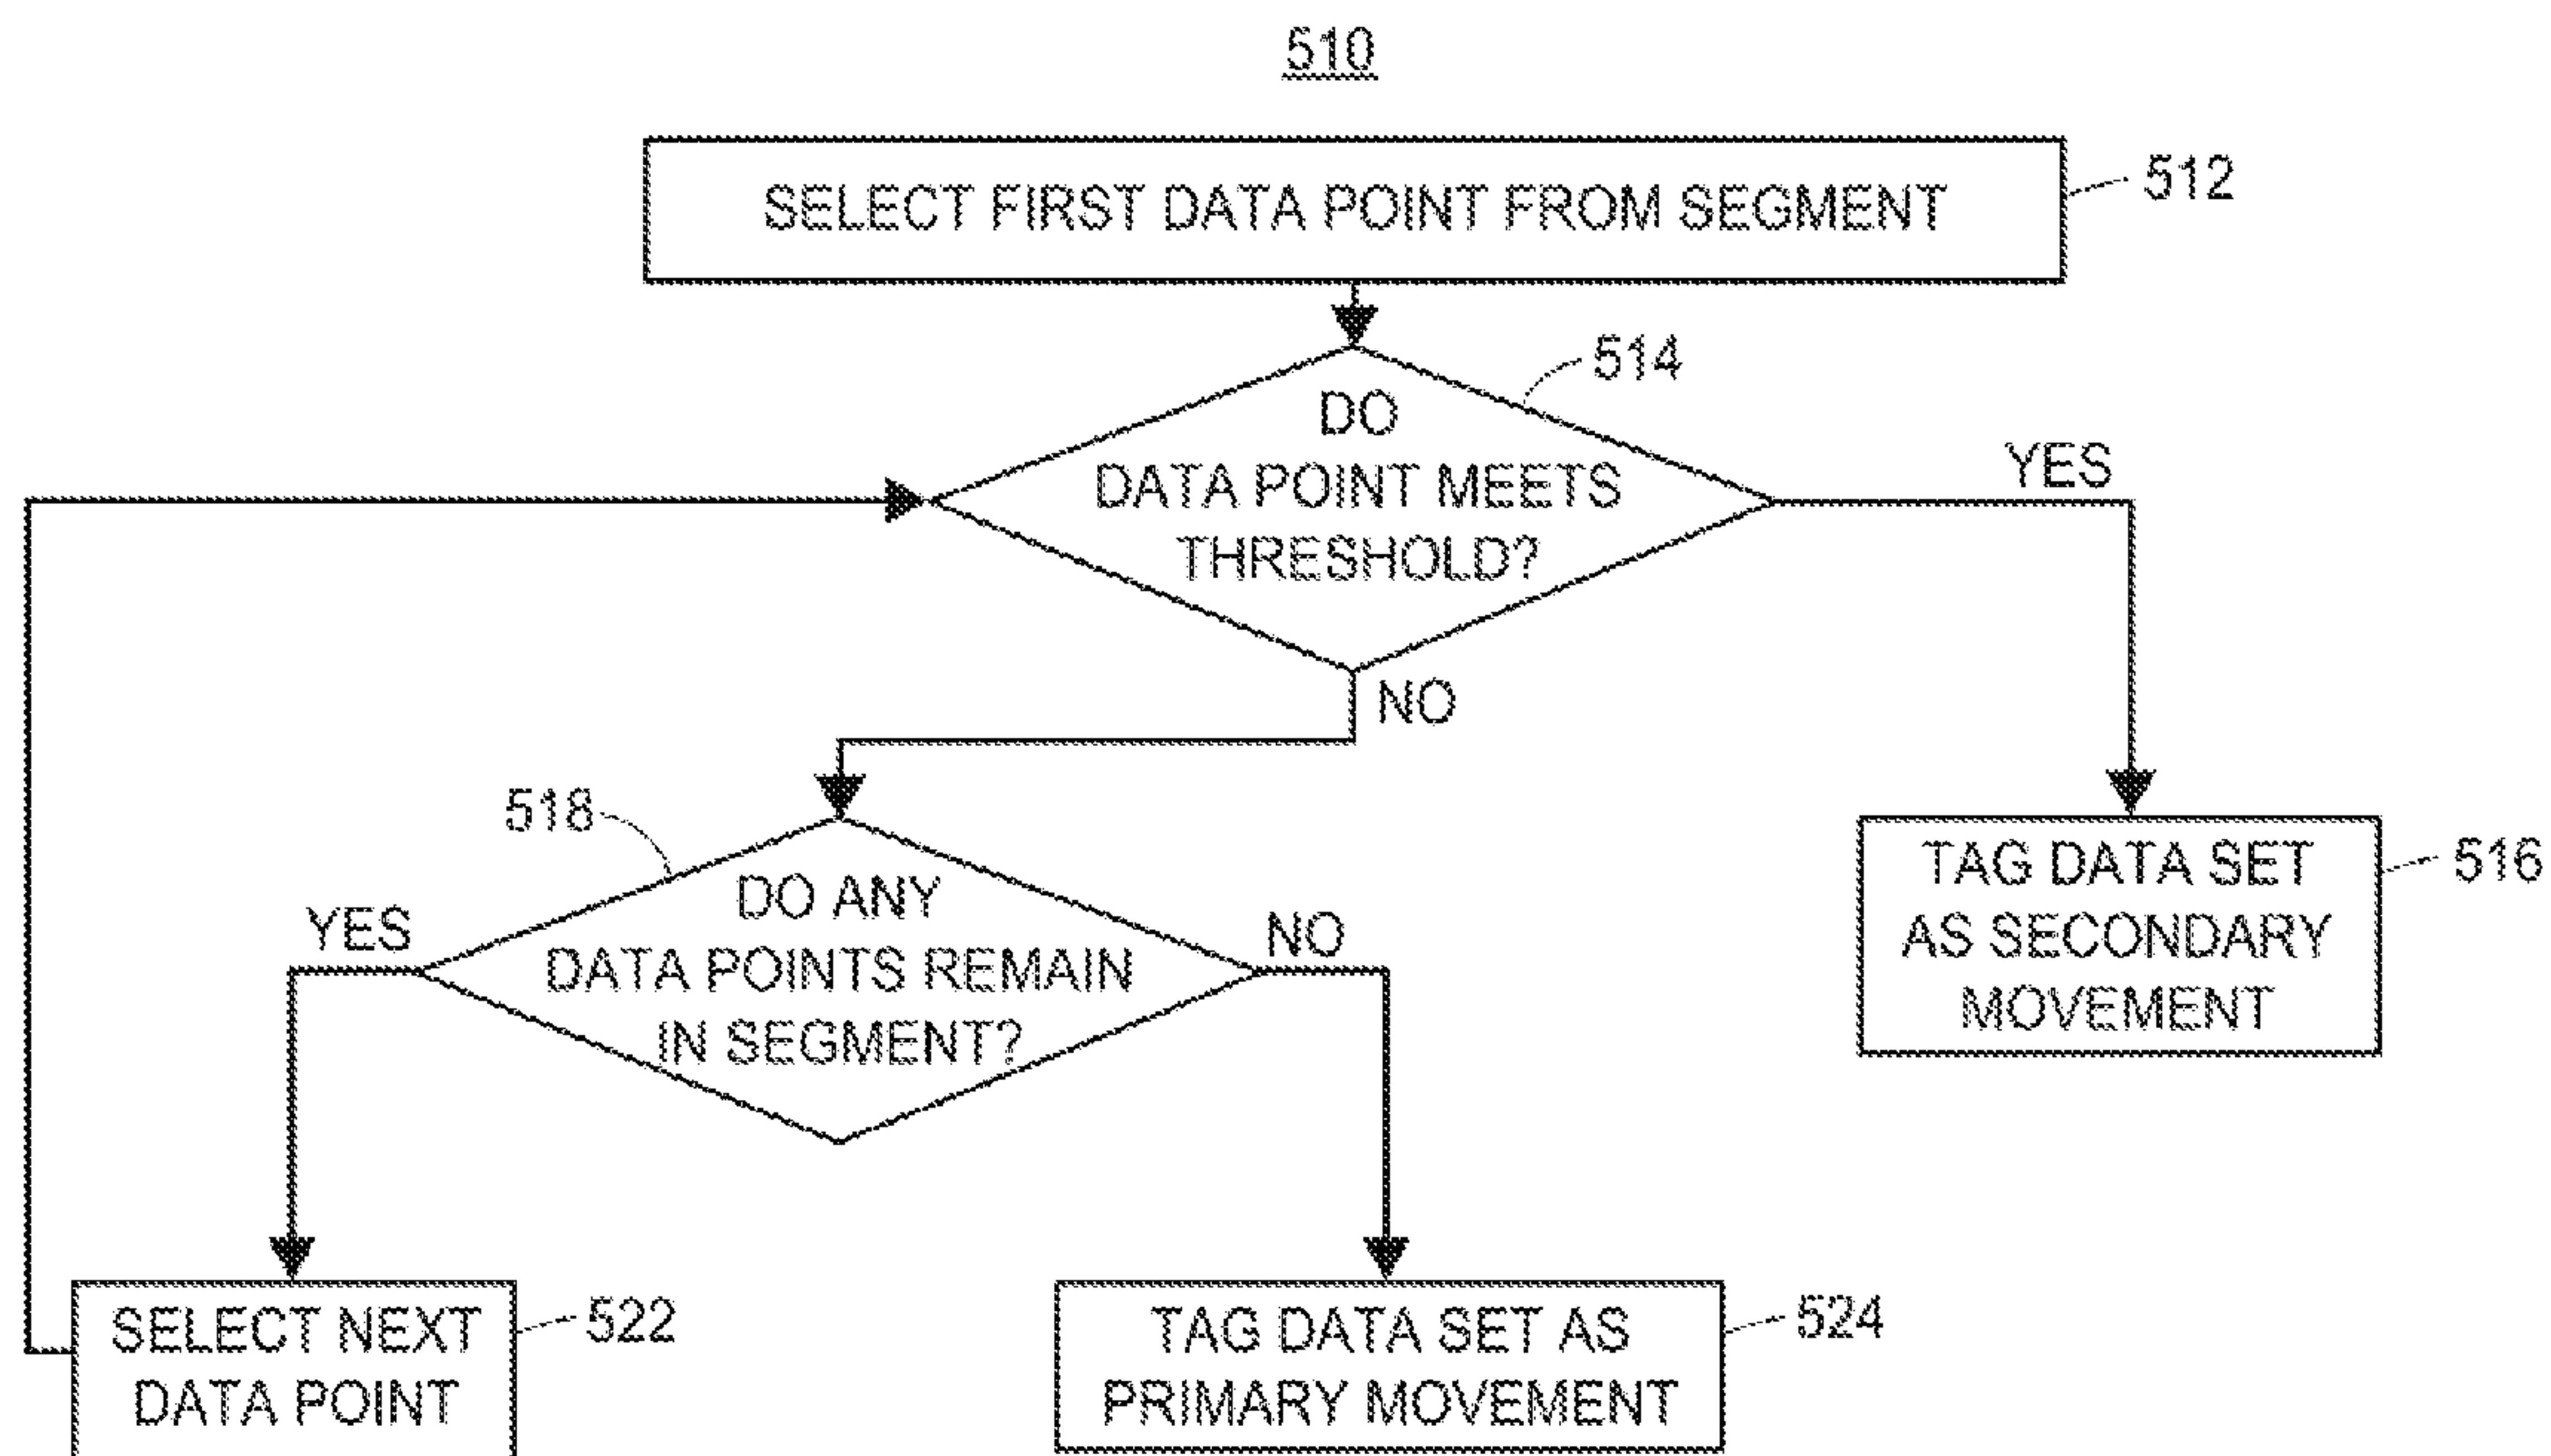 510
SELECT FIRST DATA POINT FROM SEGMENT
512
514
DO
DATA POINT MEETS
THRESHOLD?
YES
NO
518
DO ANY
DATA POINTS REMAIN
IN SEGMENT?
YES
NO
TAG DATA SET
AS SECONDARY
MOVEMENT
516
SELECT NEXT
DATA POINT
522
TAG DATA SET AS
PRIMARY MOVEMENT
524